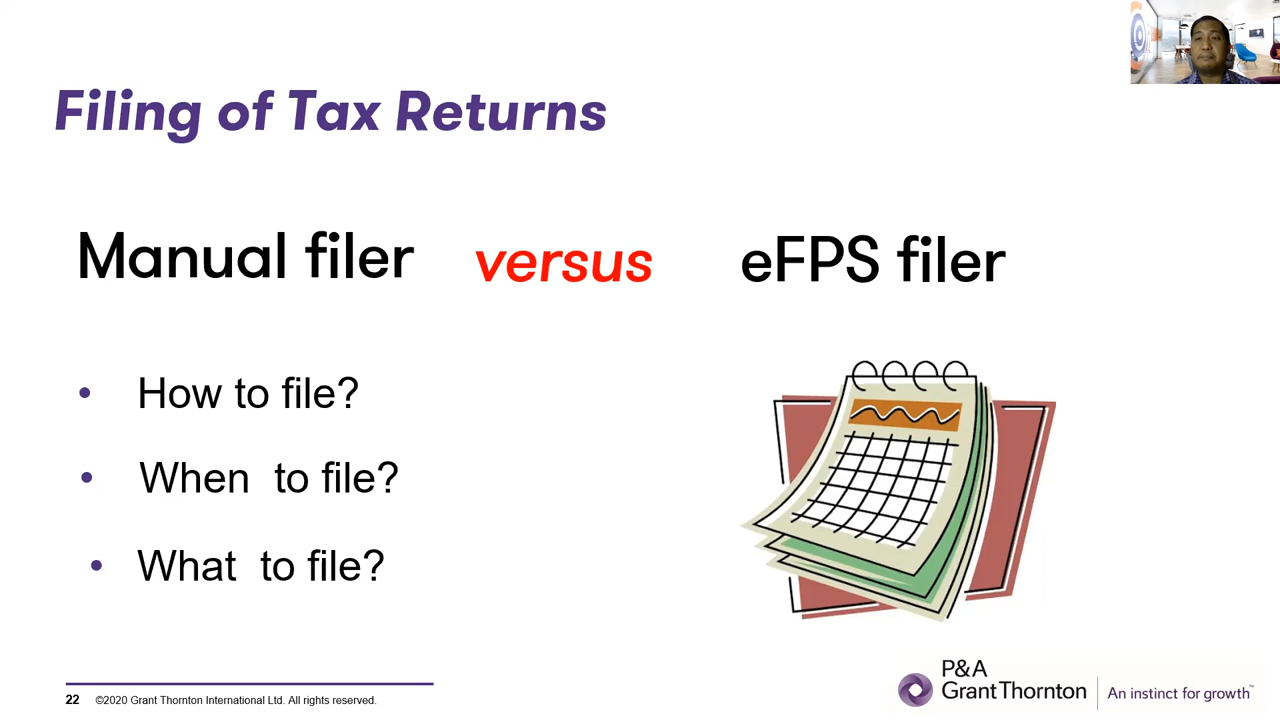 Filing of Tax Returns
Manual filer versus eFPS filer
• How to file?
• When to file?
• What to file?
22 ©2020 Grant Thornton International Ltd. All rights reserved.
P&A
Grant Thornton
An instinct for growth™